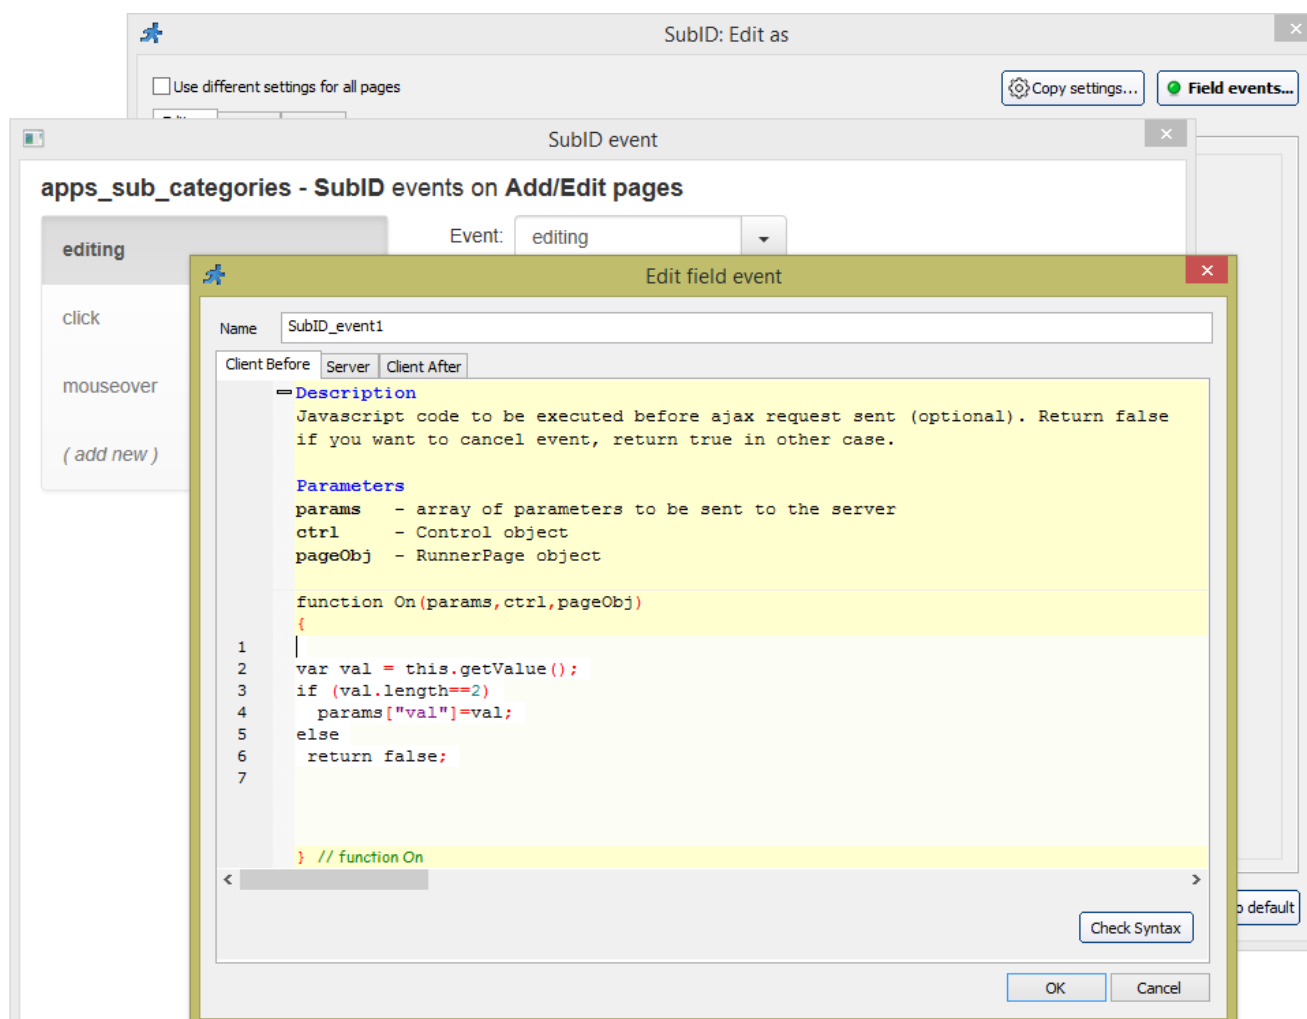 SubID: Edit as
Use different settings for all pages
Copy settings...
Field events...
SubID event
apps_sub_categories - SubID events on Add/Edit pages
editing
Event:
editing
click
mouseover
( add new )
Edit field event
Name
SubID_event1
Client Before
Server
Client After
Description
Javascript code to be executed before ajax request sent (optional). Return false
if you want to cancel event, return true in other case.
Parameters
params - array of parameters to be sent to the server
ctrl - Control object
pageObj - RunnerPage object
function On(params,ctrl,pageObj)
{
1
2 var val = this.getValue();
3 if (val.length==2)
4 params["val"]=val;
5 else
6 return false;
7
} // function On
Check Syntax
default
OK
Cancel